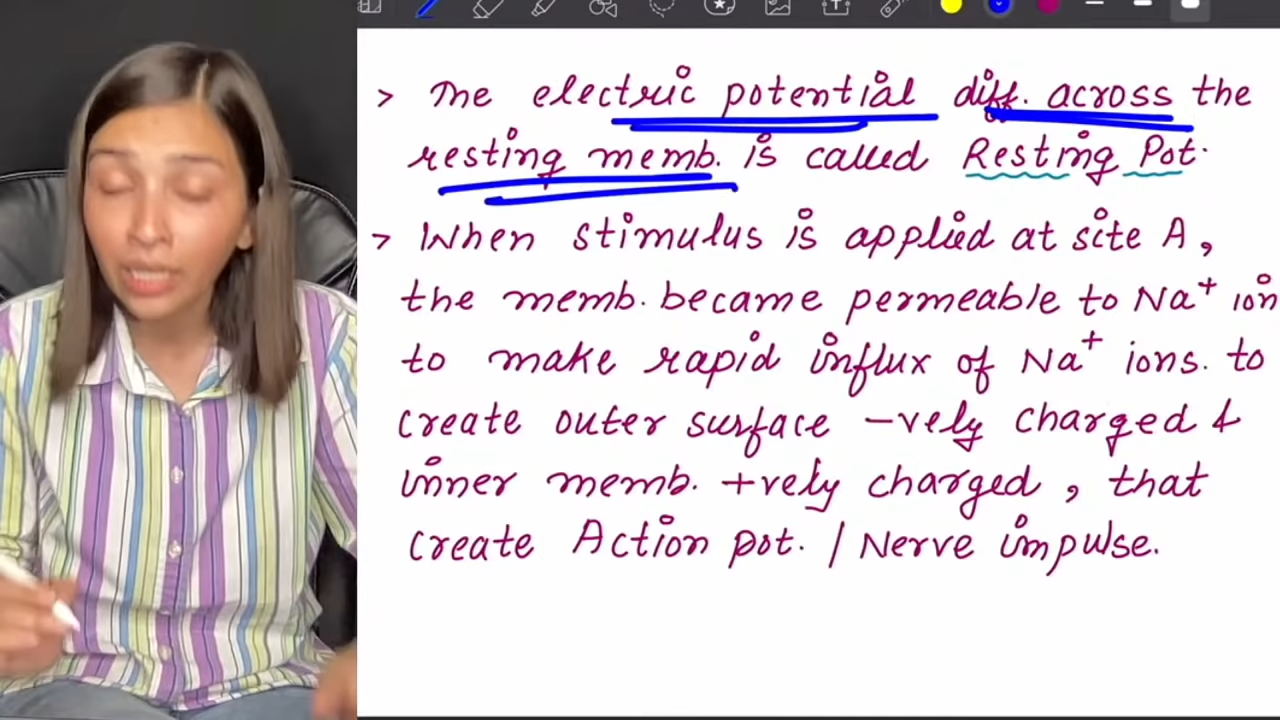 > The electric potential diff. across the
resting memb. is called Resting Pot.
> When stimulus is applied at site A,
the memb. became permeable to Na⁺ ion
to make rapid influx of Na⁺ ions. to
create outer surface -vely charged &
inner memb. +vely charged, that
create Action pot. / Nerve impulse.